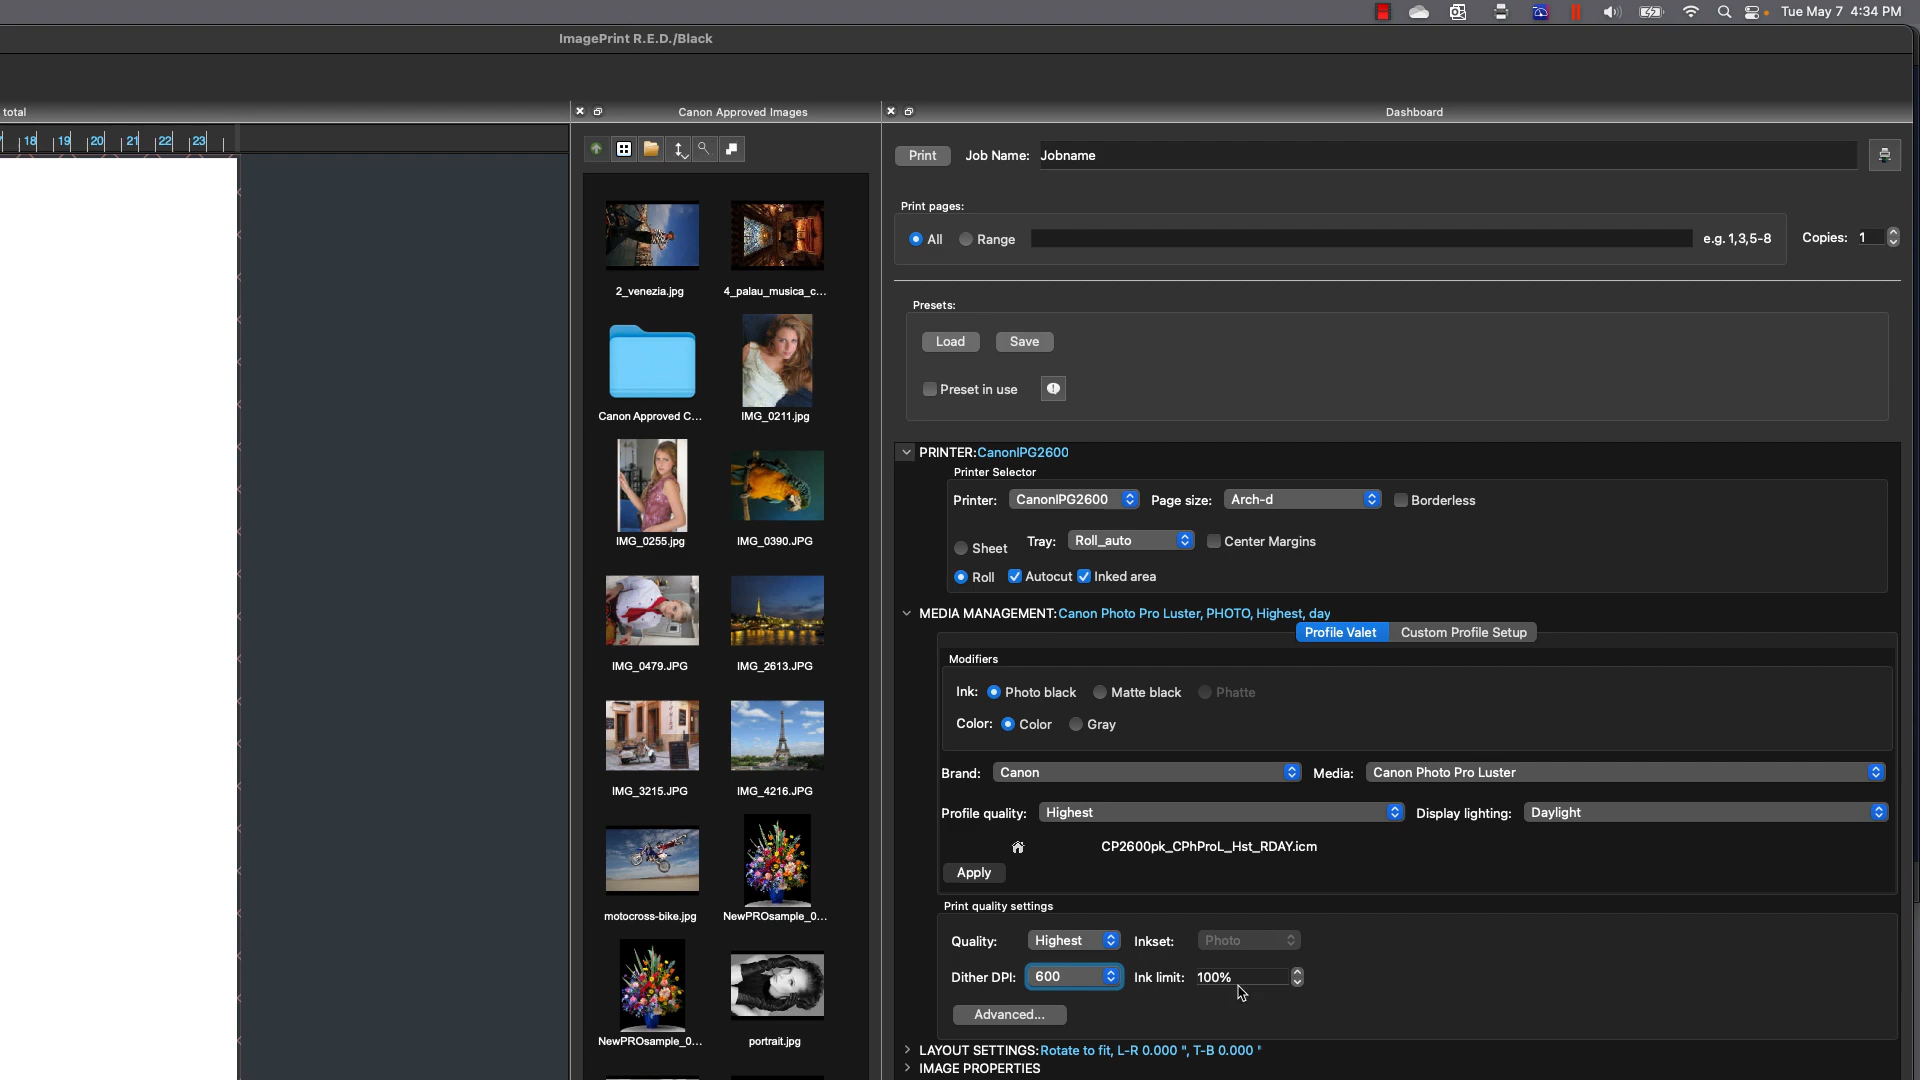 Tue May 7 4:34 PM
ImagePrint R.E.D./Black
total
Canon Approved Images
Dashboard
18 19 20 21 22 23
Print Job Name: Jobname
Print pages:
All Range e.g. 1,3,5-8 Copies: 1
2_venezia.jpg 4_palau_musica_c...
Presets:
Load Save
Preset in use
Canon Approved C... IMG_0211.jpg
PRINTER:CanonIPG2600
Printer Selector
Printer: CanonIPG2600 Page size: Arch-d Borderless
Sheet Tray: Roll_auto Center Margins
IMG_0255.jpg IMG_0390.JPG
Roll Autocut Inked area
MEDIA MANAGEMENT:Canon Photo Pro Luster, PHOTO, Highest, day
Profile Valet Custom Profile Setup
Modifiers
IMG_0479.JPG IMG_2613.JPG
Ink: Photo black Matte black Phatte
Color: Color Gray
Brand: Canon Media: Canon Photo Pro Luster
IMG_3215.JPG IMG_4216.JPG
Profile quality: Highest Display lighting: Daylight
CP2600pk_CPhProL_Hst_RDAY.icm
Apply
Print quality settings
motocross-bike.jpg NewPROsample_0...
Quality: Highest Inkset: Photo
Dither DPI: 600 Ink limit: 100%
Advanced...
NewPROsample_0... portrait.jpg
LAYOUT SETTINGS:Rotate to fit, L-R 0.000 ", T-B 0.000 "
IMAGE PROPERTIES